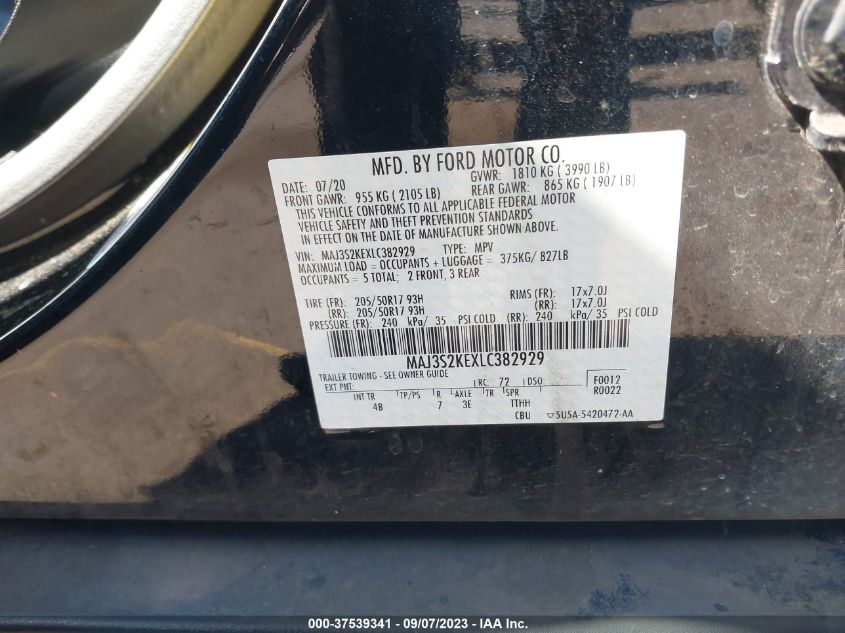 MFD. BY FORD MOTOR CO.
DATE: 07/20 GVWR: 1810 KG ( 3990 LB)
FRONT GAWR: 955 KG ( 2105 LB) REAR GAWR: 865 KG ( 1907 LB)
THIS VEHICLE CONFORMS TO ALL APPLICABLE FEDERAL MOTOR
VEHICLE SAFETY AND THEFT PREVENTION STANDARDS
IN EFFECT ON THE DATE OF MANUFACTURE SHOWN ABOVE.
VIN: MAJ3S2KEXLC382929 TYPE: MPV
MAXIMUM LOAD = OCCUPANTS + LUGGAGE = 375KG/ 827LB
OCCUPANTS = 5 TOTAL; 2 FRONT, 3 REAR
TIRE (FR): 205/50R17 93H RIMS (FR): 17x7.0J
(RR): 205/50R17 93H (RR): 17x7.0J
PRESSURE (FR): 240 kPa/ 35 PSI COLD (RR): 240 kPa/ 35 PSI COLD
MAJ3S2KEXLC382929
TRAILER TOWING - SEE OWNER GUIDE
EXT PNT: RC: 72 DSO: F0012
R0022
INT TR TP/PS R AXLE TR SPR
4B 7 3E TTHH
CBU 5U5A-5420472-AA
000-37539341 - 09/07/2023 - IAA Inc.